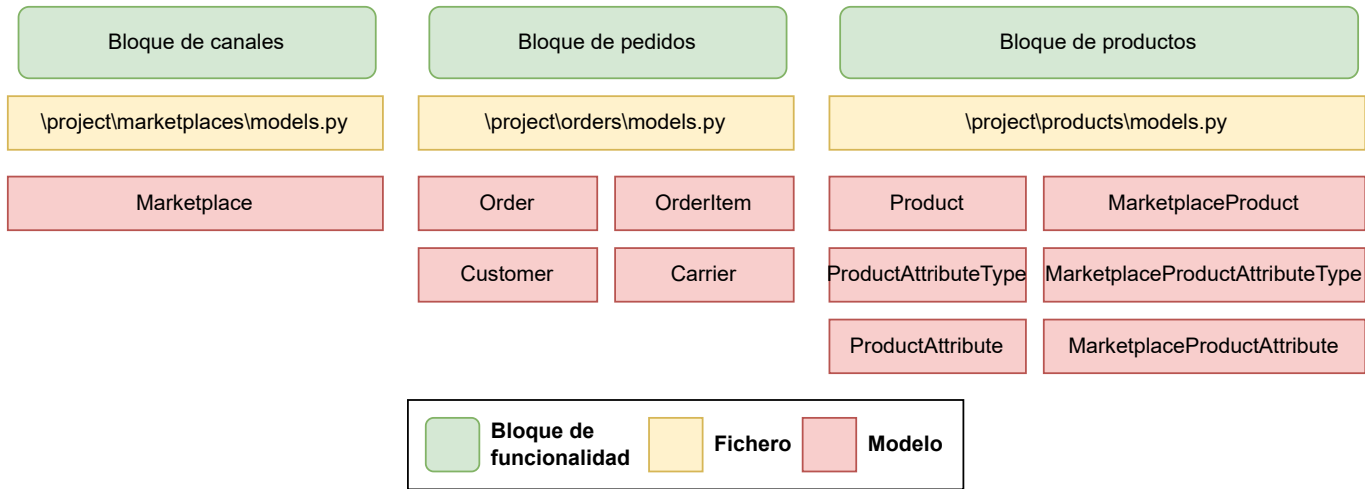 Bloque de canales
Bloque de pedidos
Bloque de productos
\project\marketplaces\models.py
\project\orders\models.py
\project\products\models.py
Marketplace
Order
OrderItem
Product
MarketplaceProduct
Customer
Carrier
ProductAttributeType
MarketplaceProductAttributeType
ProductAttribute
MarketplaceProductAttribute
Bloque de
funcionalidad
Fichero
Modelo